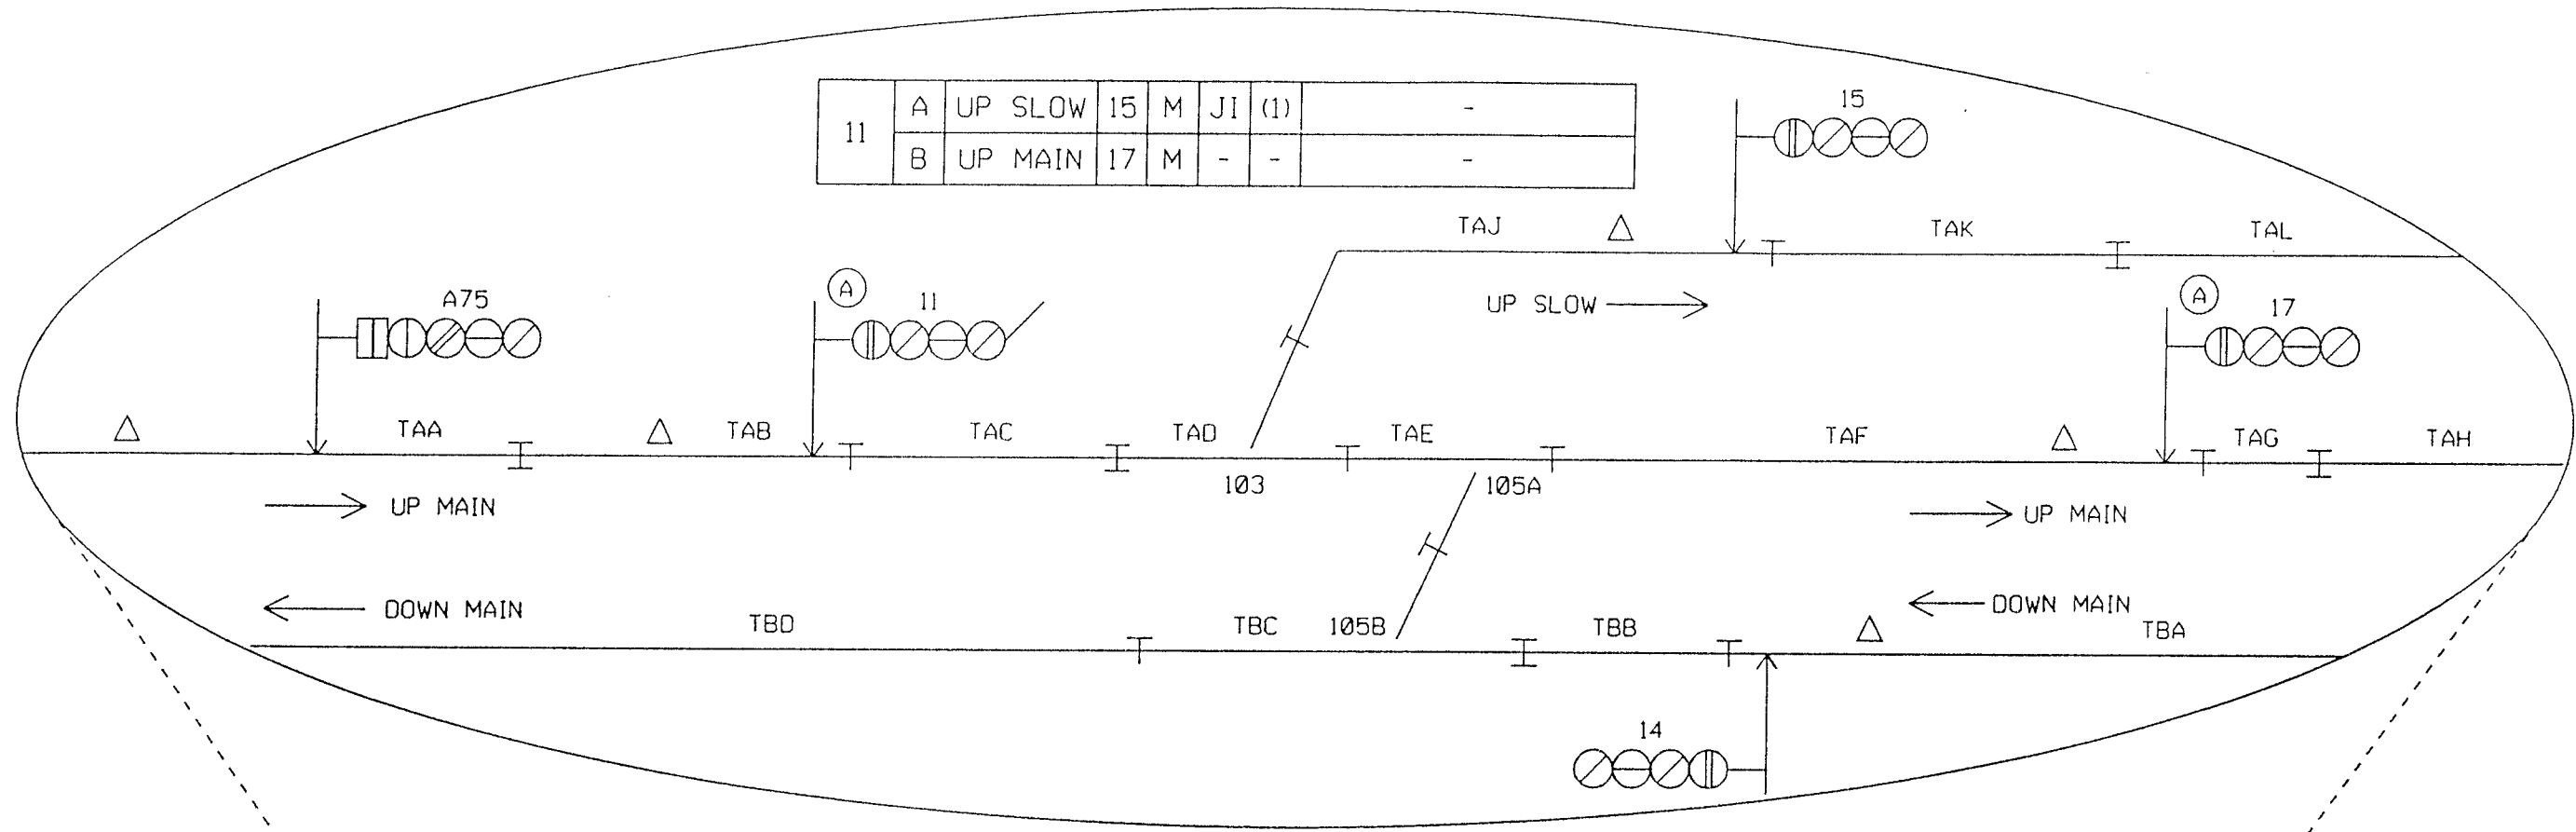 11 A UP SLOW 15 M JI (1) -
B UP MAIN 17 M - - -
15
TAJ TAK TAL
A75 A 11 UP SLOW A 17
TAA TAB TAC TAD TAE TAF TAG TAH
103 105A
UP MAIN UP MAIN
DOWN MAIN DOWN MAIN
TBD TBC 105B TBB TBA
14